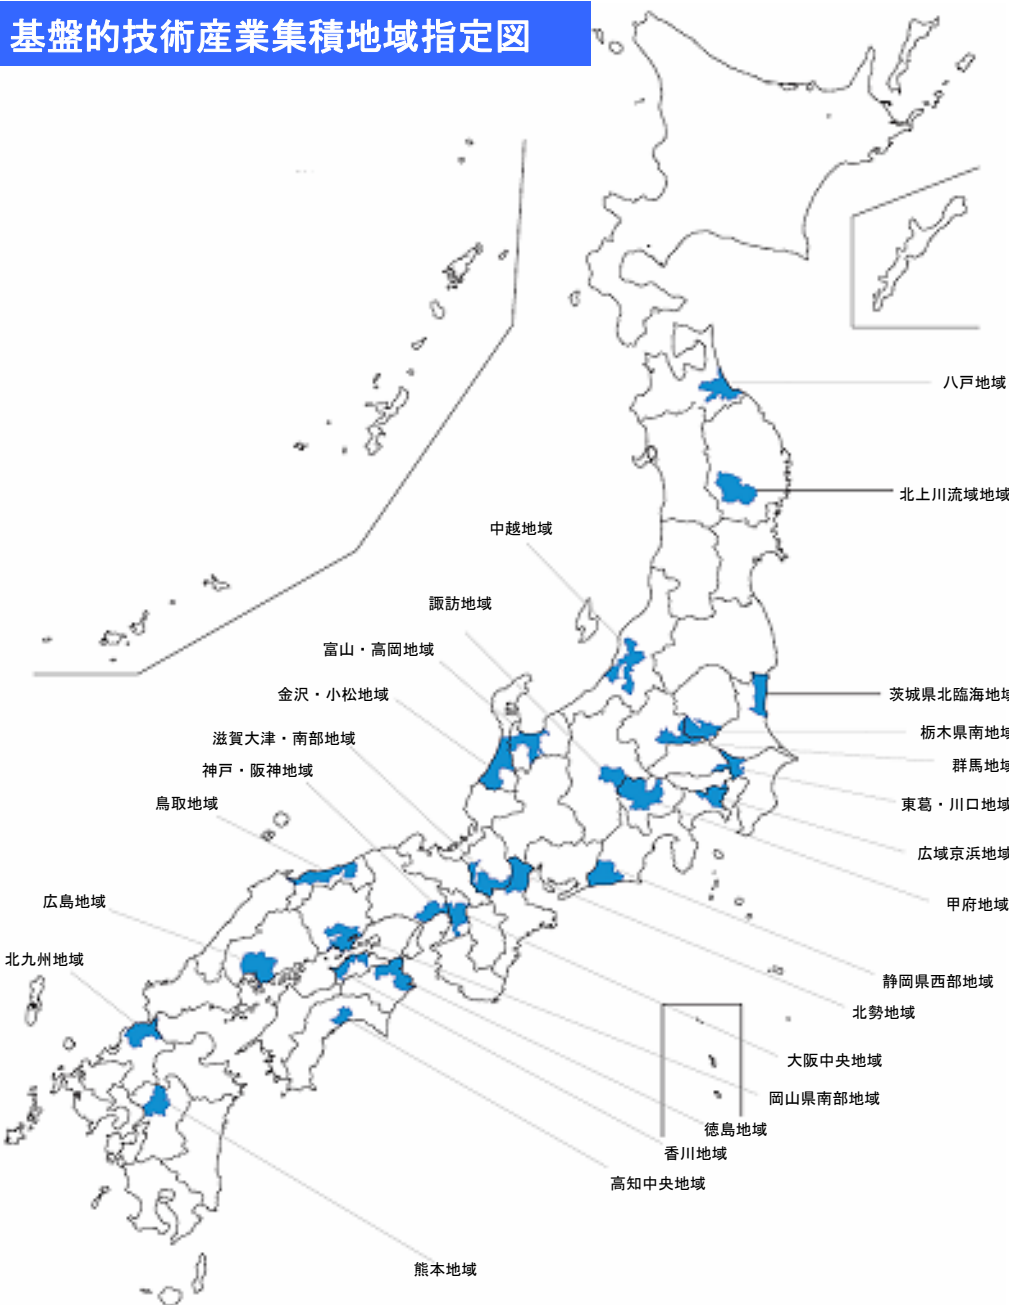 基盤的技術産業集積地域指定図
八戸地域
北上川流域地域
中越地域
諏訪地域
富山・高岡地域
金沢・小松地域
茨城県北臨海地域
滋賀大津・南部地域
栃木県南地域
群馬地域
神戸・阪神地域
鳥取地域
東葛・川口地域
広域京浜地域
広島地域
甲府地域
北九州地域
静岡県西部地域
北勢地域
大阪中央地域
岡山県南部地域
徳島地域
香川地域
高知中央地域
熊本地域